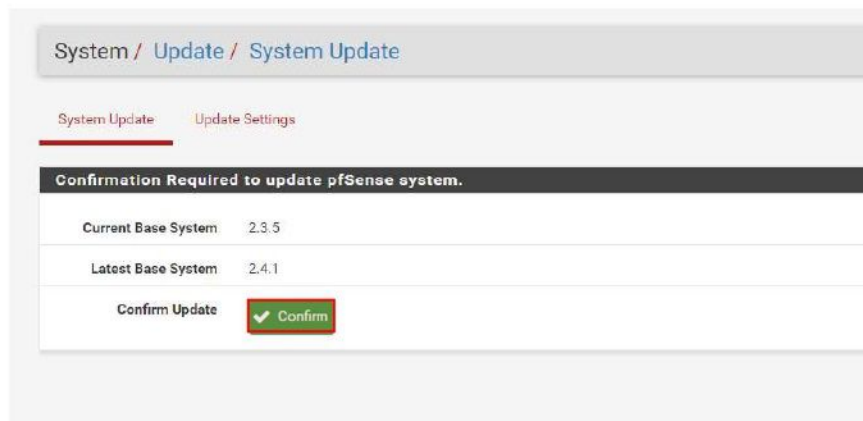 System / Update / System Update
System Update Update Settings
Confirmation Required to update pfSense system.
Current Base System 2.3.5
Latest Base System 2.4.1
Confirm Update Confirm